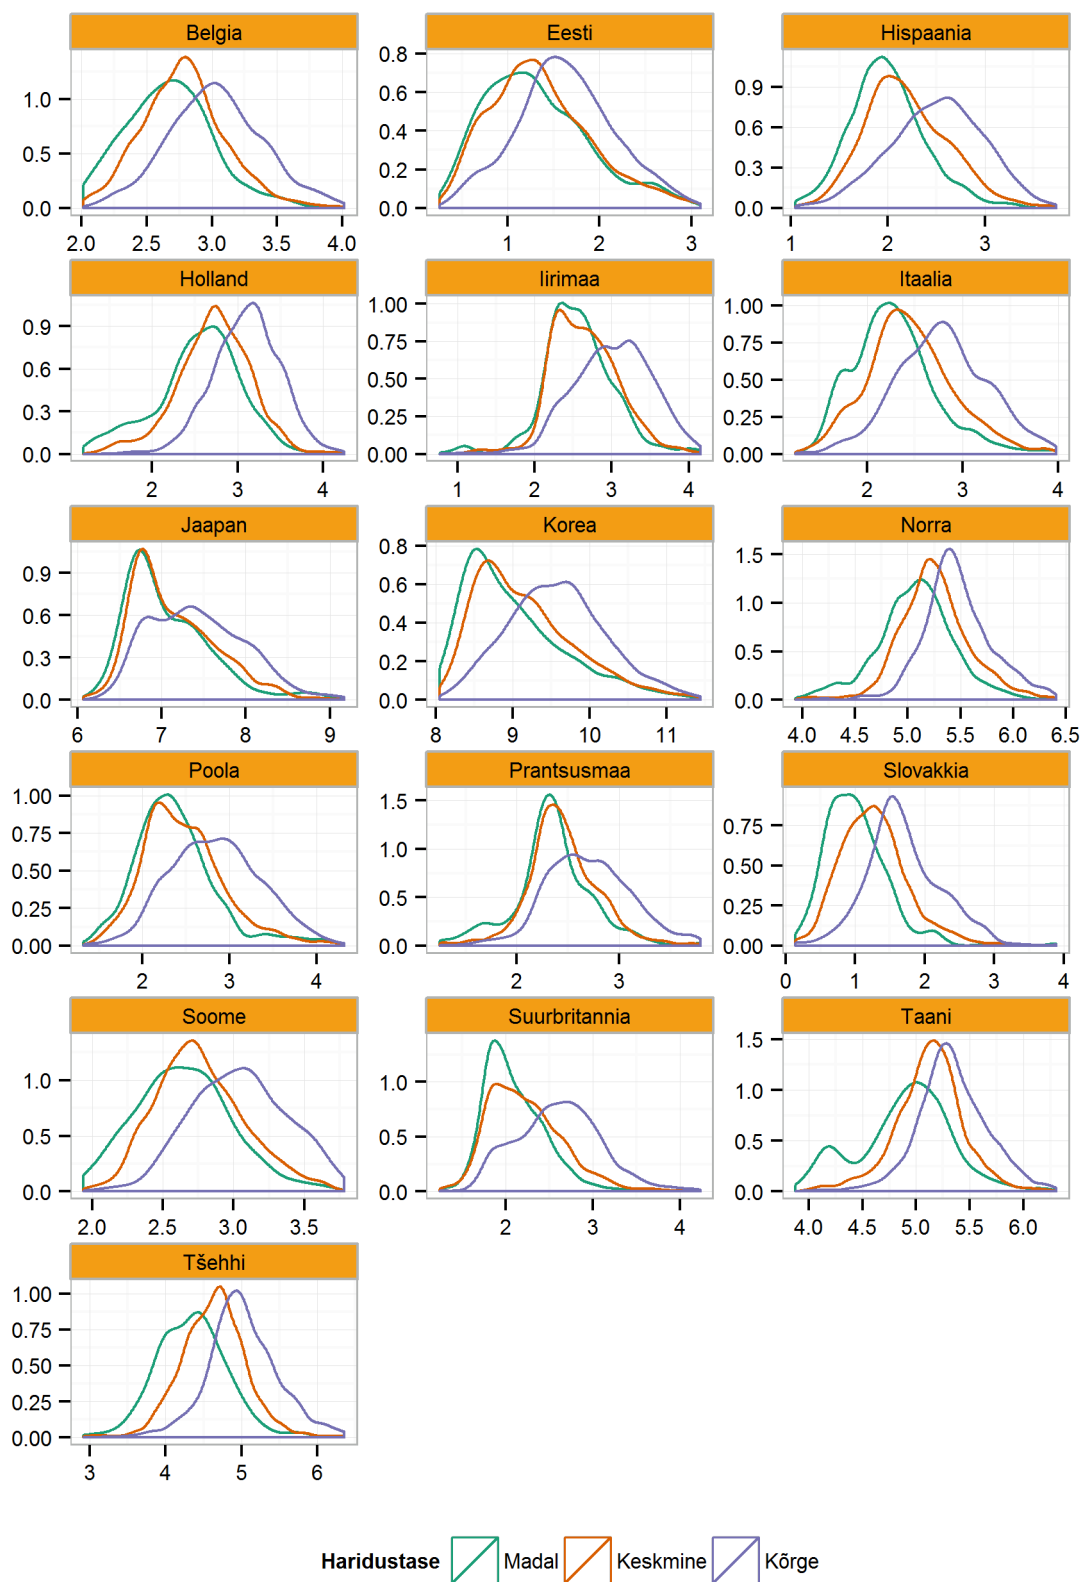 Belgia
Eesti
Hispaania
1.0
0.5
0.0
0.8
0.6
0.4
0.2
0.0
0.9
0.6
0.3
0.0
2.0 2.5 3.0 3.5 4.0
1 2 3
1 2 3
Holland
Iirimaa
Itaalia
0.9
0.6
0.3
0.0
1.00
0.75
0.50
0.25
0.00
1.00
0.75
0.50
0.25
0.00
2 3 4
1 2 3 4
2 3 4
Jaapan
Korea
Norra
0.9
0.6
0.3
0.0
0.8
0.6
0.4
0.2
0.0
1.5
1.0
0.5
0.0
6 7 8 9
8 9 10 11
4.0 4.5 5.0 5.5 6.0 6.5
Poola
Prantsusmaa
Slovakkia
1.00
0.75
0.50
0.25
0.00
1.5
1.0
0.5
0.0
0.75
0.50
0.25
0.00
2 3 4
2 3
0 1 2 3 4
Soome
Suurbritannia
Taani
1.0
0.5
0.0
1.0
0.5
0.0
1.5
1.0
0.5
0.0
2.0 2.5 3.0 3.5
2 3 4
4.0 4.5 5.0 5.5 6.0
Tšehhi
1.00
0.75
0.50
0.25
0.00
3 4 5 6
Haridustase Madal Keskmine Kõrge